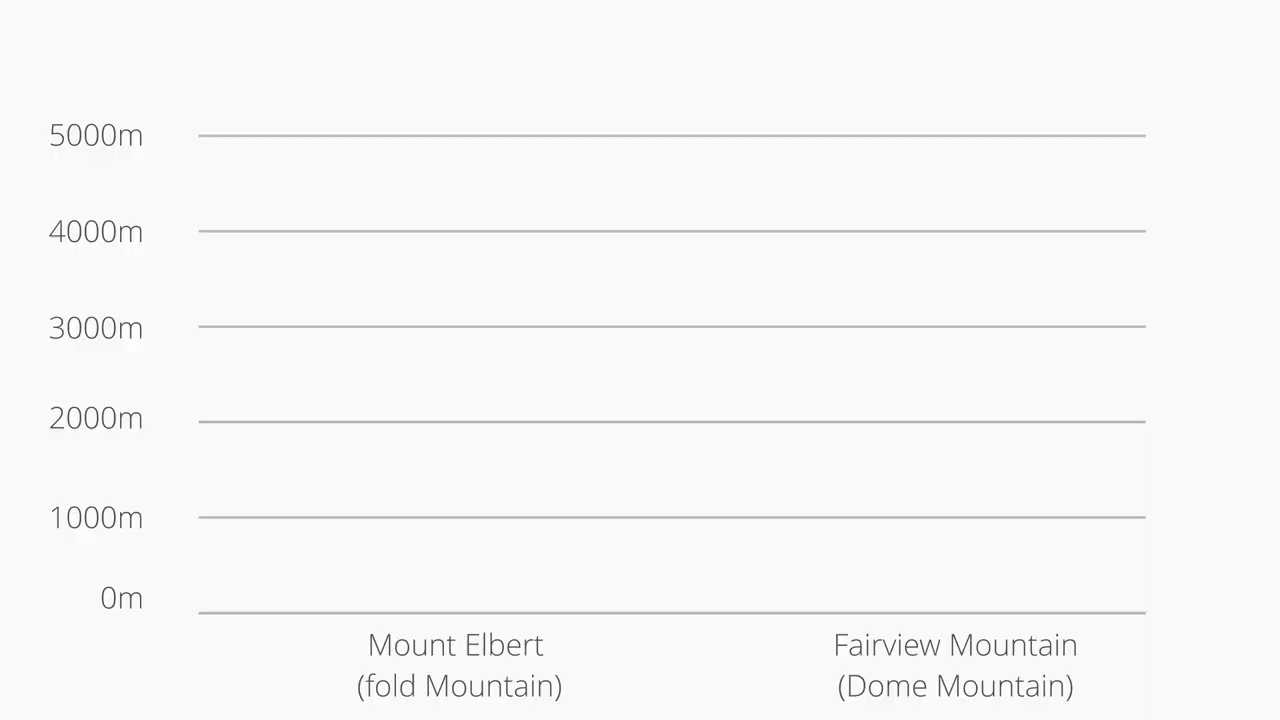 5000m
4000m
3000m
2000m
1000m
0m
Mount Elbert
(fold Mountain)
Fairview Mountain
(Dome Mountain)